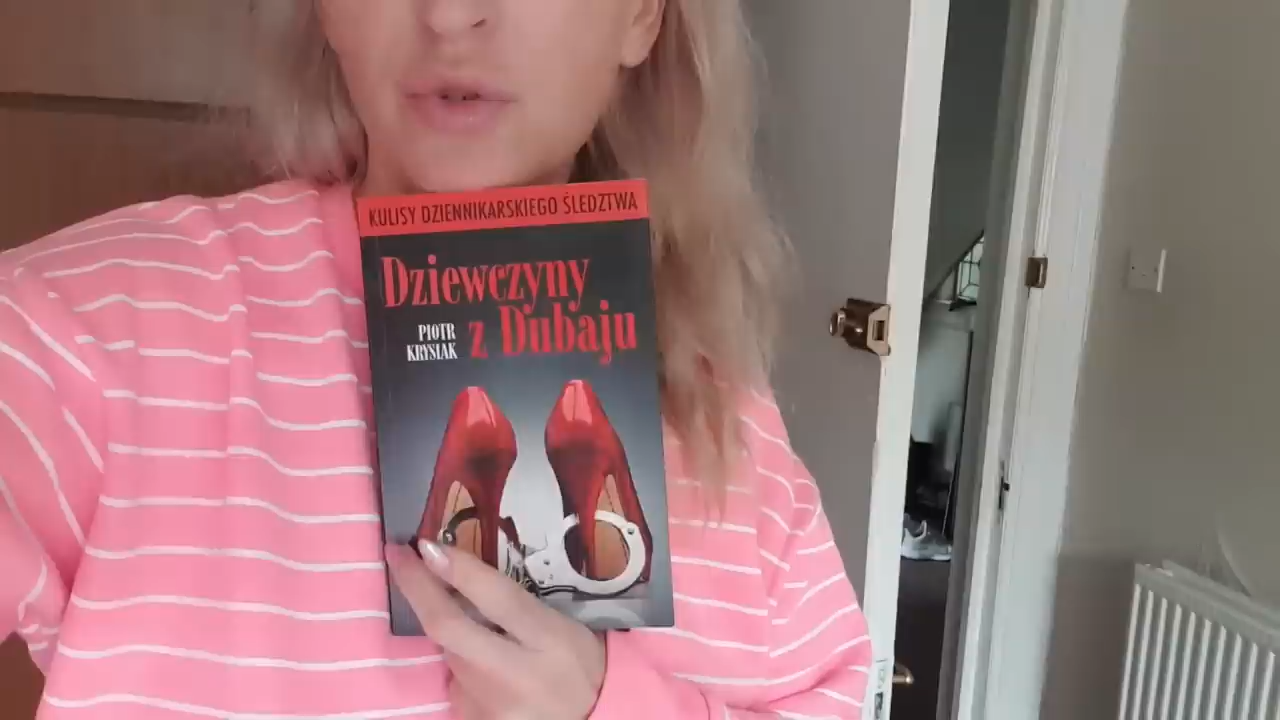 KULISY DZIENNIKARSKIEGO ŚLEDZTWA
Dziewczyny
z Dubaju
PIOTR
KRYSIAK